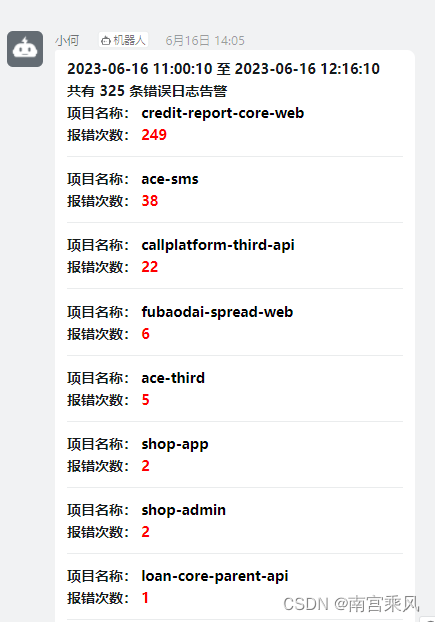 小何 机器人 6月16日 14:05
2023-06-16 11:00:10 至 2023-06-16 12:16:10
共有 325 条错误日志告警
项目名称： credit-report-core-web
报错次数： 249
项目名称： ace-sms
报错次数： 38
项目名称： callplatform-third-api
报错次数： 22
项目名称： fubaodai-spread-web
报错次数： 6
项目名称： ace-third
报错次数： 5
项目名称： shop-app
报错次数： 2
项目名称： shop-admin
报错次数： 2
项目名称： loan-core-parent-api
报错次数： 1
CSDN @南宫乘风